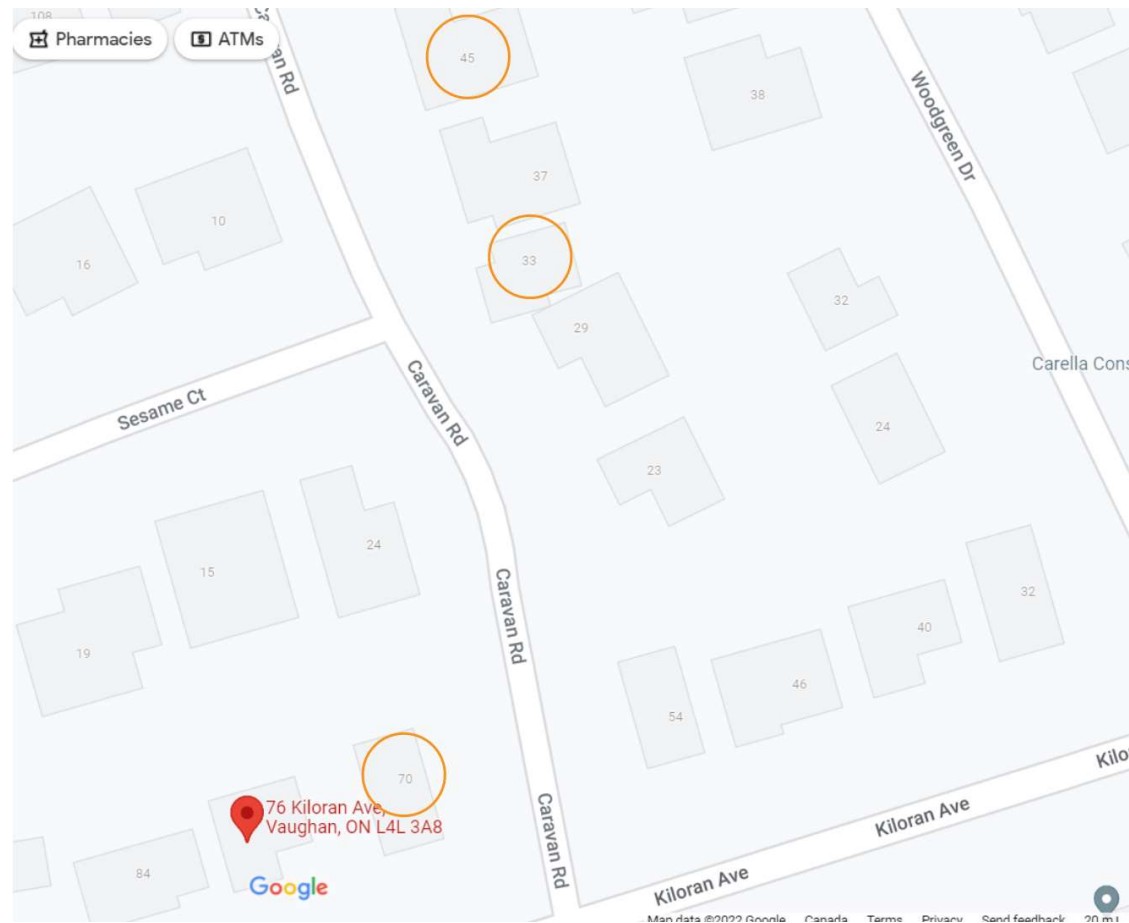 108
Pharmacies
ATMs
45
38
37
10
16
33
32
29
Woodgreen Dr
Carella Cons
Caravan Rd
Sesame Ct
24
23
24
15
32
40
19
Caravan Rd
46
54
Kilo
70
76 Kiloran Ave,
Vaughan, ON L4L 3A8
Kiloran Ave
Caravan Rd
84
Google
Kiloran Ave
Map data ©2022 Google Canada Terms Privacy Send feedback 20 m